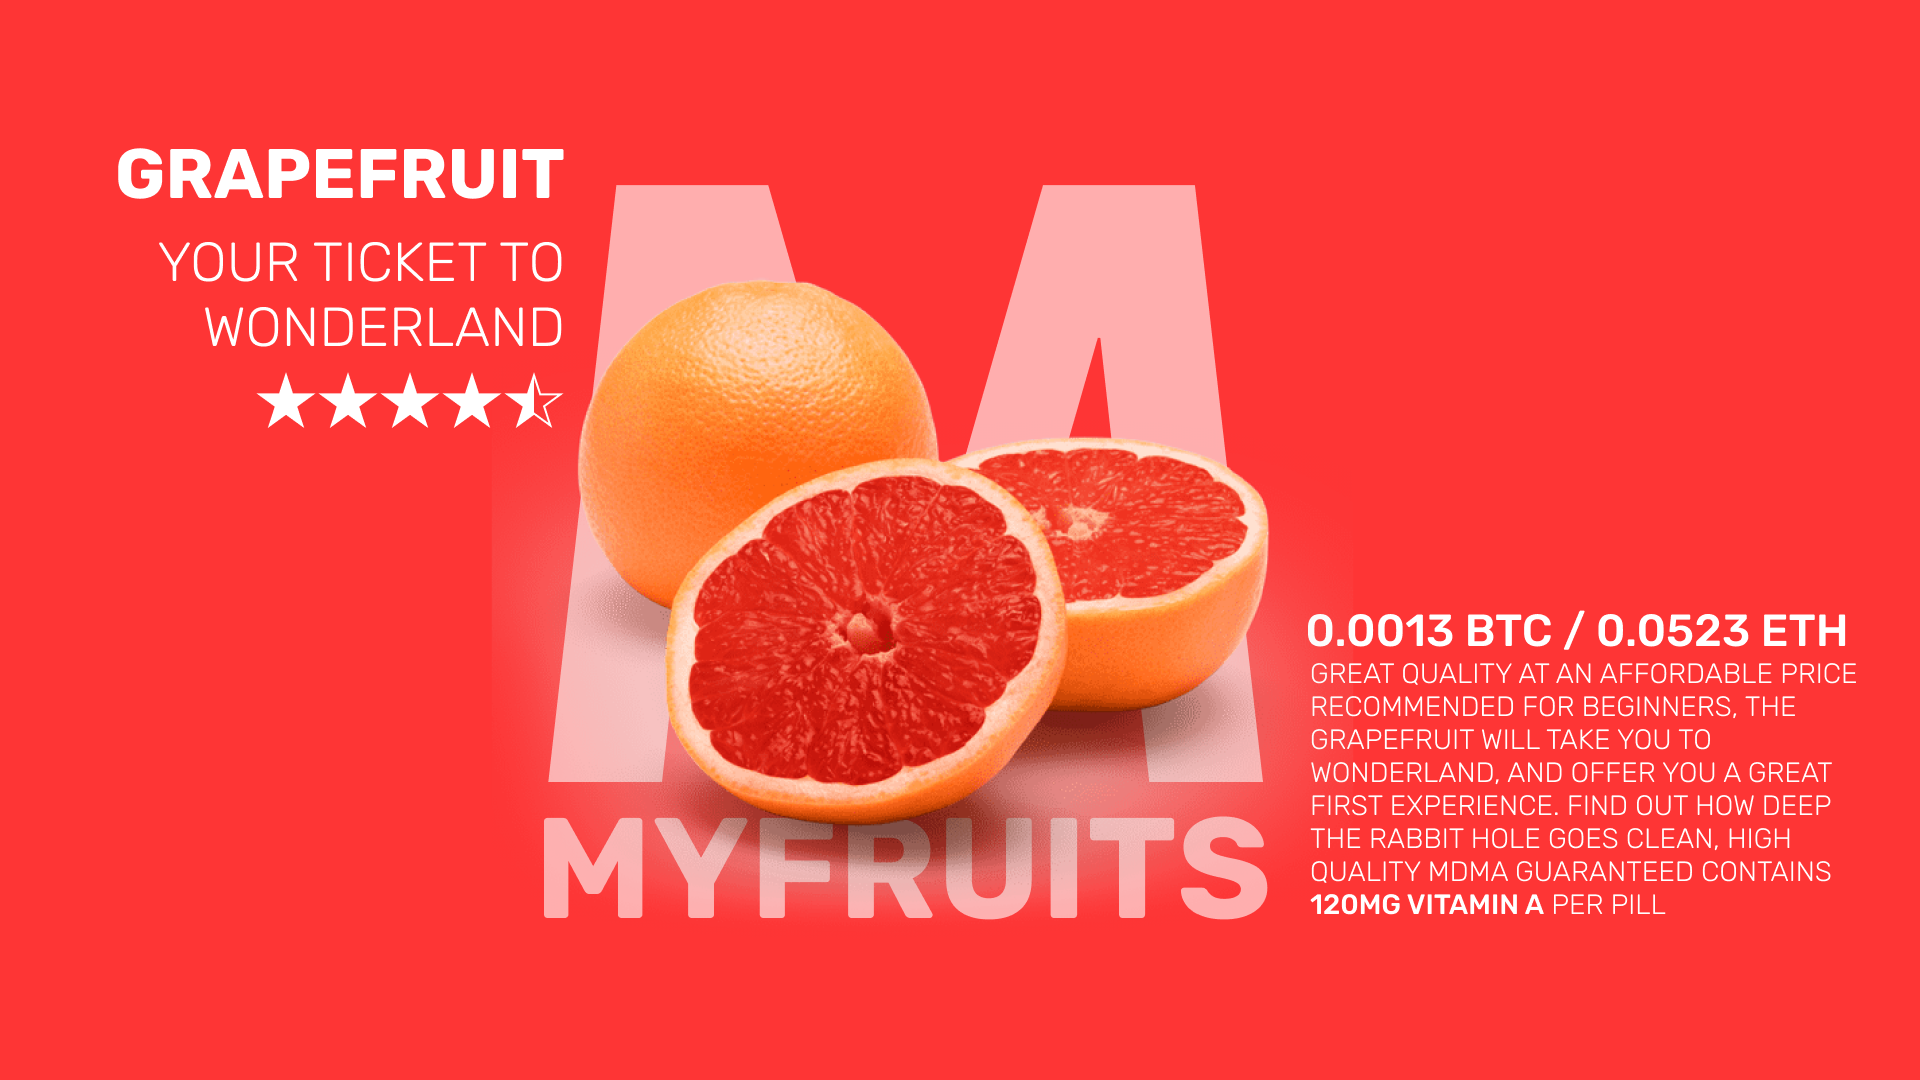 GRAPEFRUIT
YOUR TICKET TO
WONDERLAND
M
MYFRUITS
0.0013 BTC / 0.0523 ETH
GREAT QUALITY AT AN AFFORDABLE PRICE
RECOMMENDED FOR BEGINNERS, THE
GRAPEFRUIT WILL TAKE YOU TO
WONDERLAND, AND OFFER YOU A GREAT
FIRST EXPERIENCE. FIND OUT HOW DEEP
THE RABBIT HOLE GOES CLEAN, HIGH
QUALITY MDMA GUARANTEED CONTAINS
120MG VITAMIN A PER PILL